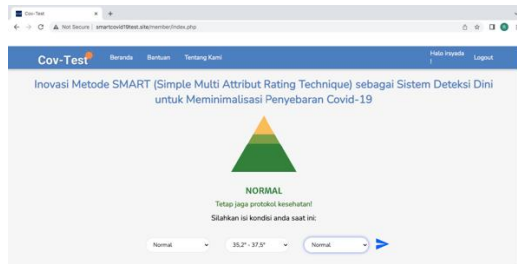 Cov-Test
Not Secure | smartcovid19test.site/member/index.php
Cov-Test Beranda Bantuan Tentang Kami Halo Irsyada ! Logout
Inovasi Metode SMART (Simple Multi Attribut Rating Technique) sebagai Sistem Deteksi Dini
untuk Meminimalisasi Penyebaran Covid-19
NORMAL
Tetap jaga protokol kesehatan!
Silahkan isi kondisi anda saat ini:
Normal 35,2° - 37,5° Normal